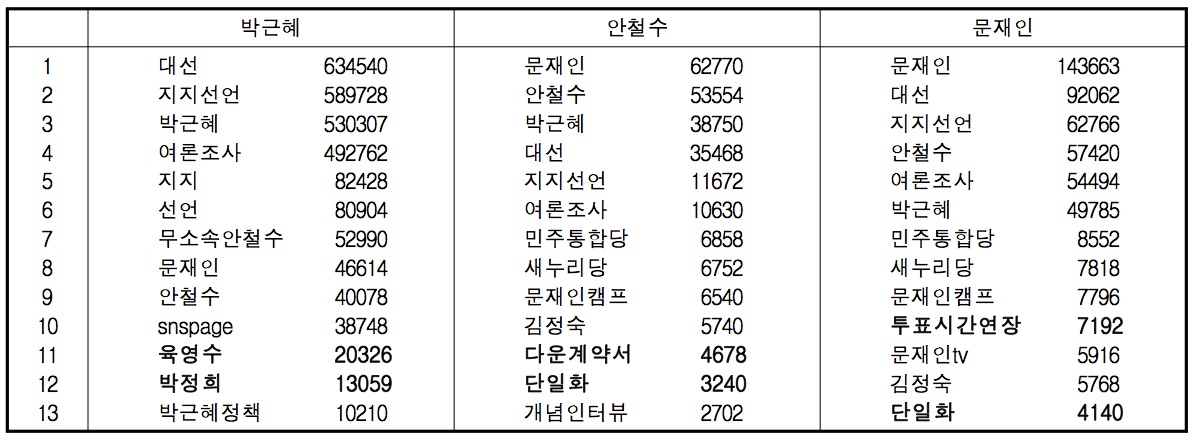 박근혜 안철수 문재인
1 대선 634540 문재인 62770 문재인 143663
2 지지선언 589728 안철수 53554 대선 92062
3 박근혜 530307 박근혜 38750 지지선언 62766
4 여론조사 492762 대선 35468 안철수 57420
5 지지 82428 지지선언 11672 여론조사 54494
6 선언 80904 여론조사 10630 박근혜 49785
7 무소속안철수 52990 민주통합당 6858 민주통합당 8552
8 문재인 46614 새누리당 6752 새누리당 7818
9 안철수 40078 문재인캠프 6540 문재인캠프 7796
10 snspage 38748 김정숙 5740 투표시간연장 7192
11 육영수 20326 다운계약서 4678 문재인tv 5916
12 박정희 13059 단일화 3240 김정숙 5768
13 박근혜정책 10210 개념인터뷰 2702 단일화 4140